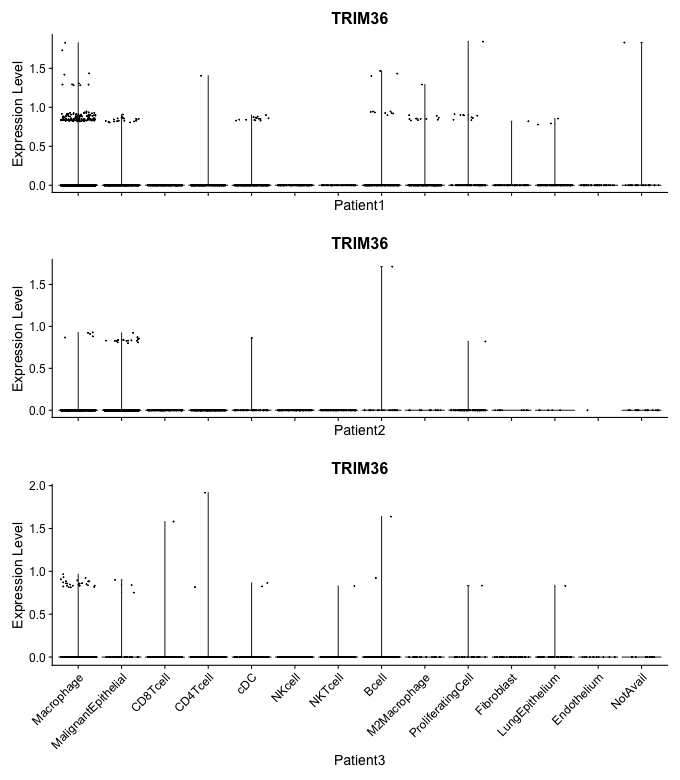 TRIM36
Expression Level
1.5
1.0
0.5
0.0
Patient1
TRIM36
Expression Level
1.5
1.0
0.5
0.0
Patient2
TRIM36
Expression Level
2.0
1.5
1.0
0.5
0.0
Macrophage
MalignantEpithelial
CD8Tcell
CD4Tcell
cDC
NKcell
NKTcell
Bcell
M2Macrophage
ProliferatingCell
Fibroblast
LungEpithelium
Endothelium
NotAvail
Patient3